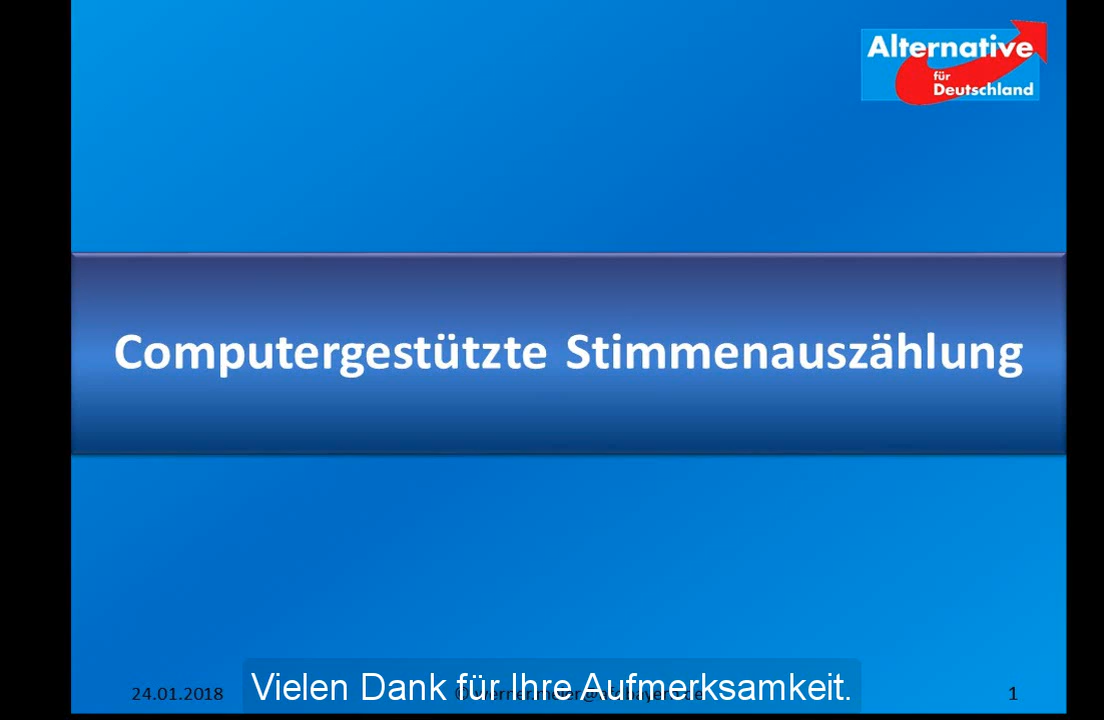 Alternative
für
Deutschland
Computergestützte Stimmenauszählung
Vielen Dank für Ihre Aufmerksamkeit.
24.01.2018
1